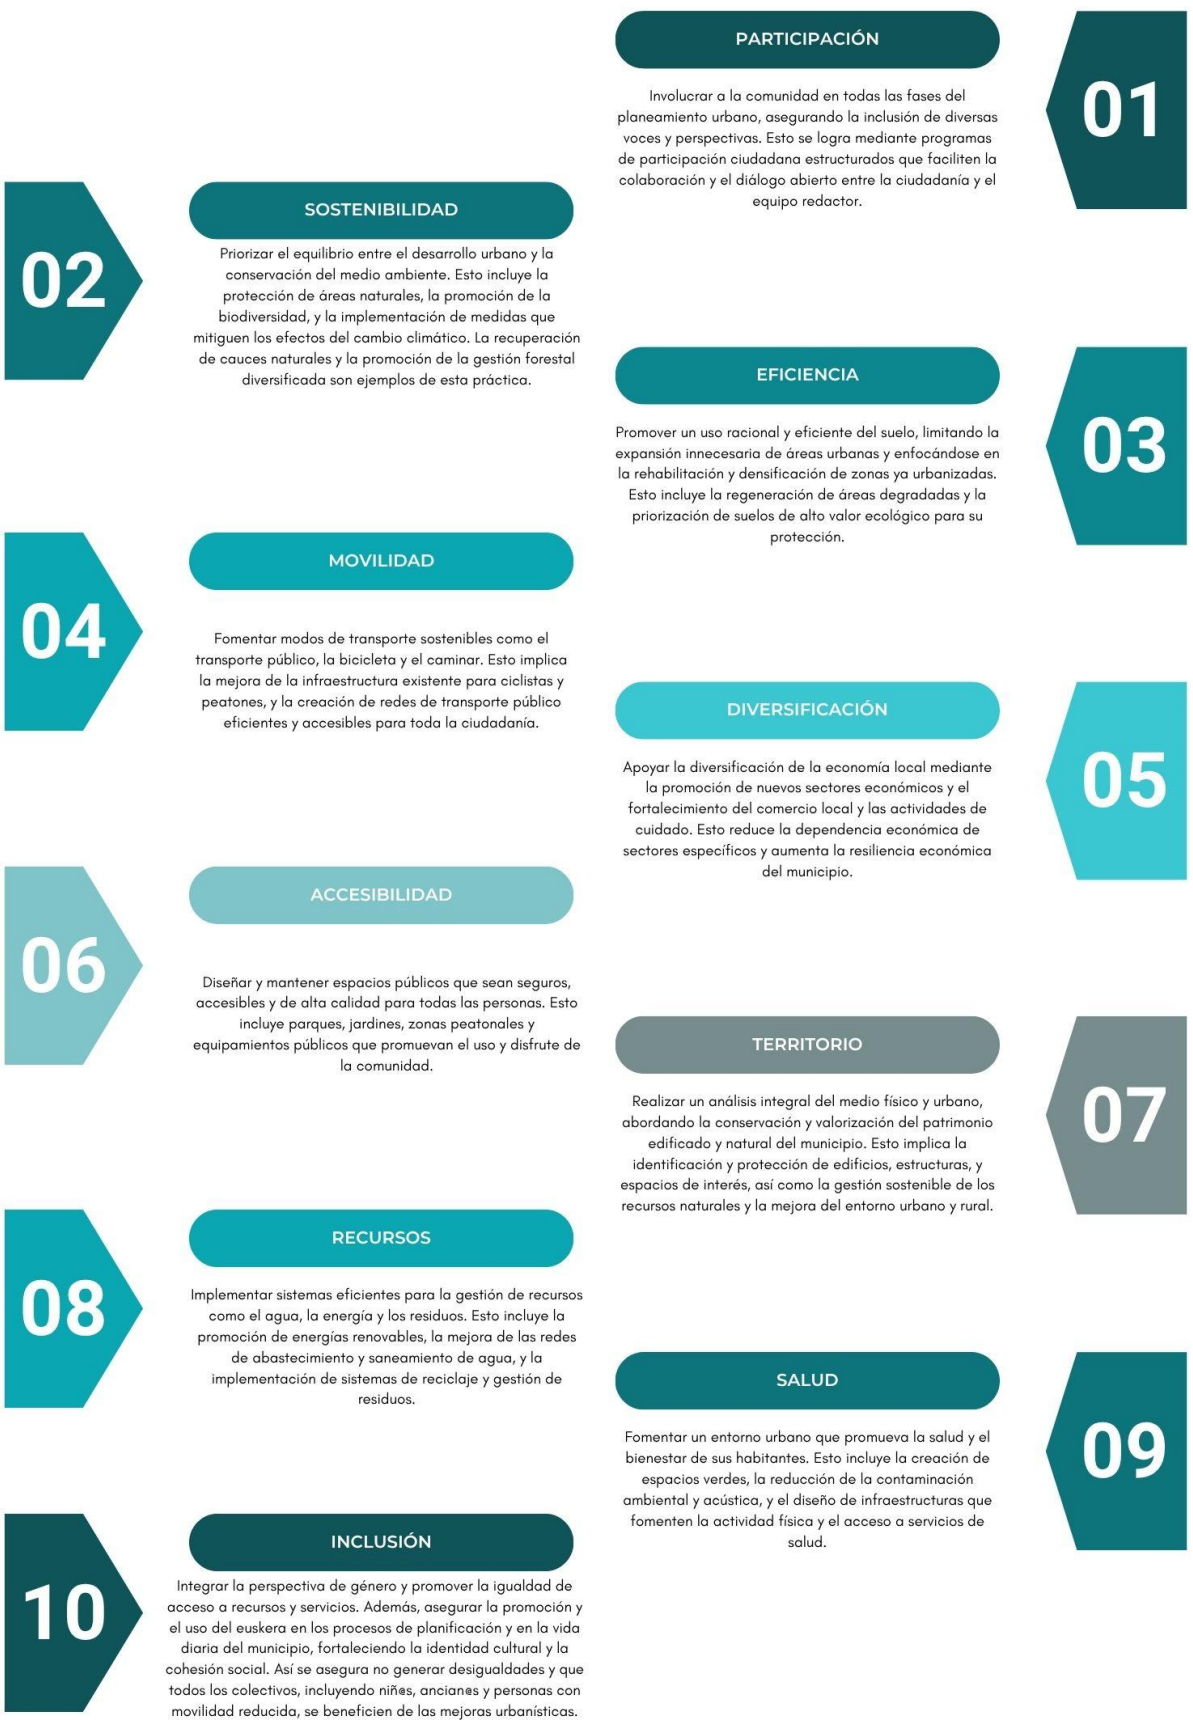 PARTICIPACIÓN
01
Involucrar a la comunidad en todas las fases del
planeamiento urbano, asegurando la inclusión de diversas
voces y perspectivas. Esto se logra mediante programas
de participación ciudadana estructurados que faciliten la
colaboración y el diálogo abierto entre la ciudadanía y el
equipo redactor.
02
SOSTENIBILIDAD
Priorizar el equilibrio entre el desarrollo urbano y la
conservación del medio ambiente. Esto incluye la
protección de áreas naturales, la promoción de la
biodiversidad, y la implementación de medidas que
mitiguen los efectos del cambio climático. La recuperación
de cauces naturales y la promoción de la gestión forestal
diversificada son ejemplos de esta práctica.
EFICIENCIA
03
Promover un uso racional y eficiente del suelo, limitando la
expansión innecesaria de áreas urbanas y enfocándose en
la rehabilitación y densificación de zonas ya urbanizadas.
Esto incluye la regeneración de áreas degradadas y la
priorización de suelos de alto valor ecológico para su
protección.
04
MOVILIDAD
Fomentar modos de transporte sostenibles como el
transporte público, la bicicleta y el caminar. Esto implica
la mejora de la infraestructura existente para ciclistas y
peatones, y la creación de redes de transporte público
eficientes y accesibles para toda la ciudadanía.
DIVERSIFICACIÓN
05
Apoyar la diversificación de la economía local mediante
la promoción de nuevos sectores económicos y el
fortalecimiento del comercio local y las actividades de
cuidado. Esto reduce la dependencia económica de
sectores específicos y aumenta la resiliencia económica
del municipio.
06
ACCESIBILIDAD
Diseñar y mantener espacios públicos que sean seguros,
accesibles y de alta calidad para todas las personas. Esto
incluye parques, jardines, zonas peatonales y
equipamientos públicos que promuevan el uso y disfrute de
la comunidad.
TERRITORIO
07
Realizar un análisis integral del medio físico y urbano,
abordando la conservación y valorización del patrimonio
edificado y natural del municipio. Esto implica la
identificación y protección de edificios, estructuras, y
espacios de interés, así como la gestión sostenible de los
recursos naturales y la mejora del entorno urbano y rural.
08
RECURSOS
Implementar sistemas eficientes para la gestión de recursos
como el agua, la energía y los residuos. Esto incluye la
promoción de energías renovables, la mejora de las redes
de abastecimiento y saneamiento de agua, y la
implementación de sistemas de reciclaje y gestión de
residuos.
SALUD
09
Fomentar un entorno urbano que promueva la salud y el
bienestar de sus habitantes. Esto incluye la creación de
espacios verdes, la reducción de la contaminación
ambiental y acústica, y el diseño de infraestructuras que
fomenten la actividad física y el acceso a servicios de
salud.
10
INCLUSIÓN
Integrar la perspectiva de género y promover la igualdad de
acceso a recursos y servicios. Además, asegurar la promoción y
el uso del euskera en los procesos de planificación y en la vida
diaria del municipio, fortaleciendo la identidad cultural y la
cohesión social. Así se asegura no generar desigualdades y que
todos los colectivos, incluyendo niñ@s, ancian@s y personas con
movilidad reducida, se beneficien de las mejoras urbanísticas.